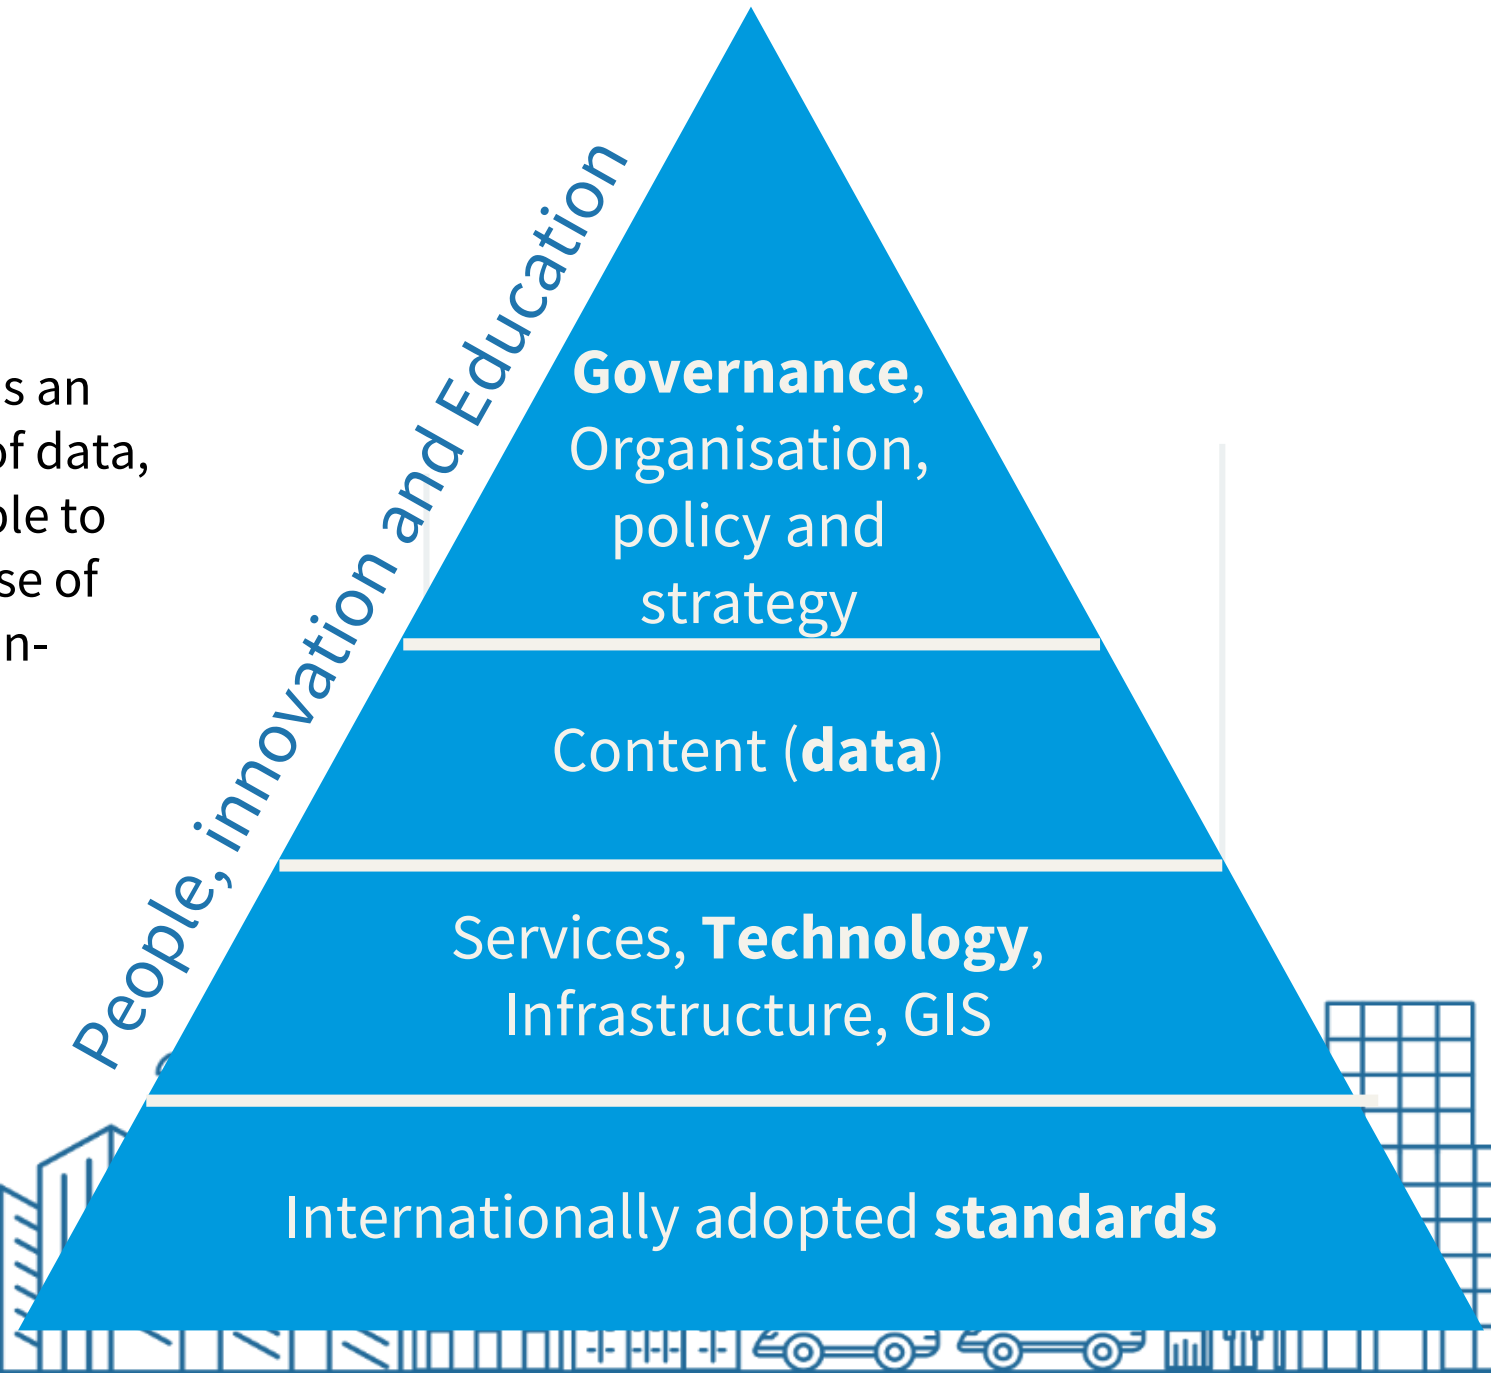 s an
of data,
ple to
se of
n-
People, innovation and Education
Governance,
Organisation,
policy and
strategy
Content (data)
Services, Technology,
Infrastructure, GIS
Internationally adopted standards